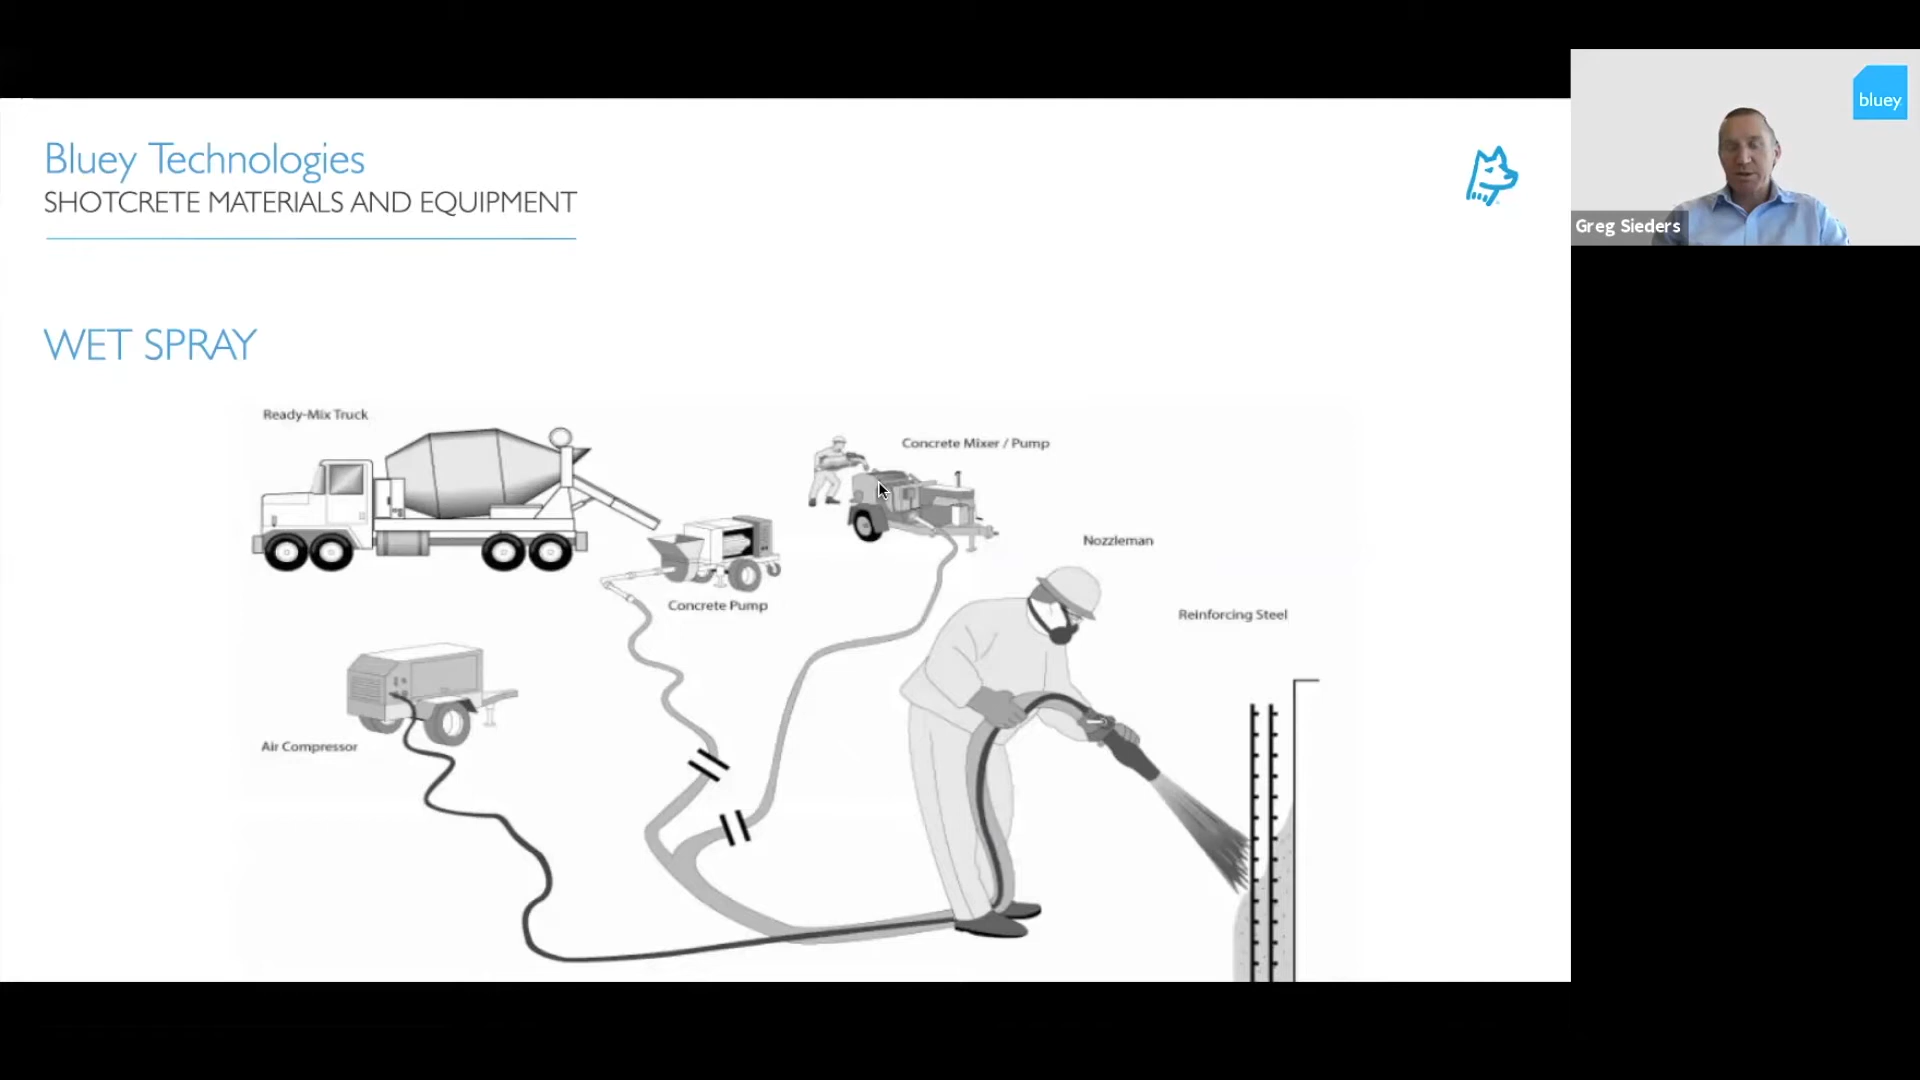 Bluey Technologies
SHOTCRETE MATERIALS AND EQUIPMENT
bluey
Greg Sieders
WET SPRAY
Ready-Mix Truck
Concrete Mixer / Pump
Nozzleman
Concrete Pump
Reinforcing Steel
Air Compressor